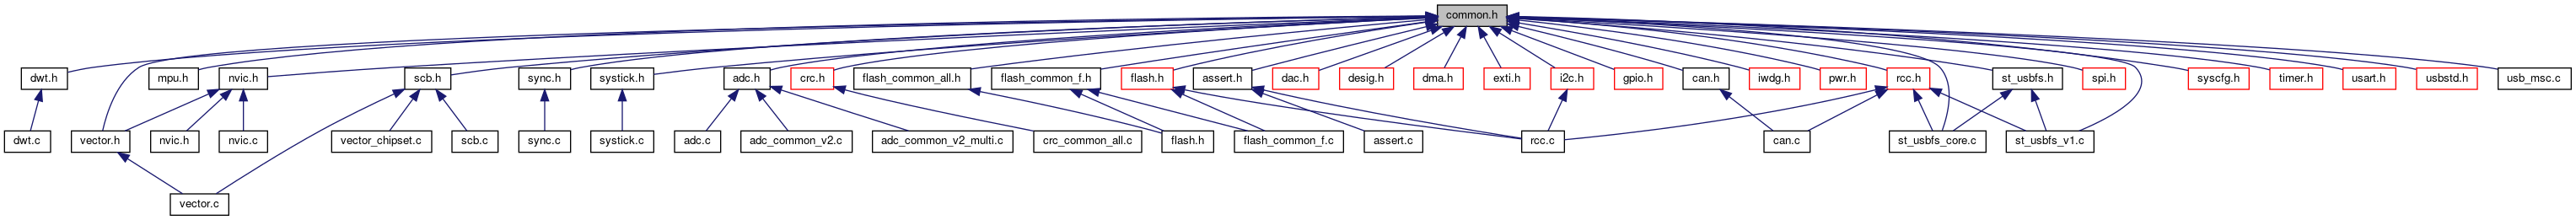 common.h
dwt.h
mpu.h
nvic.h
scb.h
sync.h
systick.h
adc.h
crc.h
flash_common_all.h
flash_common_f.h
flash.h
assert.h
dac.h
desig.h
dma.h
exti.h
i2c.h
gpio.h
can.h
iwdg.h
pwr.h
rcc.h
st_usbfs.h
spi.h
syscfg.h
timer.h
usart.h
usbstd.h
usb_msc.c
dwt.c
vector.h
nvic.h
nvic.c
vector_chipset.c
scb.c
sync.c
systick.c
adc.c
adc_common_v2.c
adc_common_v2_multi.c
crc_common_all.c
flash.h
flash_common_f.c
assert.c
rcc.c
can.c
st_usbfs_core.c
st_usbfs_v1.c
vector.c